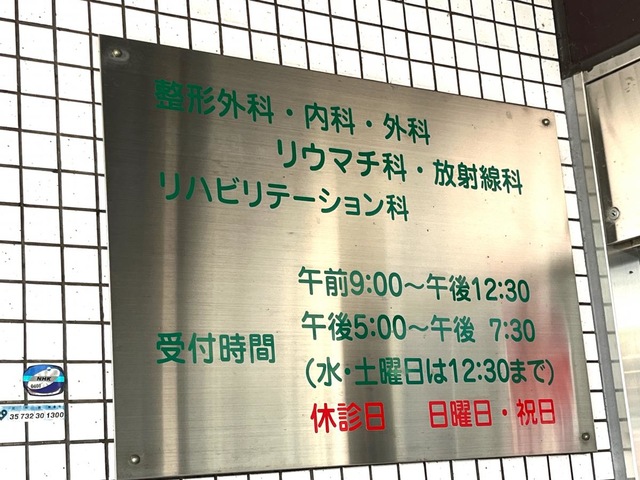 整形外科・内科・外科
リウマチ科・放射線科
リハビリテーション科
午前9:00～午後12:30
受付時間 午後5:00～午後 7:30
(水・土曜日は12:30まで)
休診日 日曜日・祝日
NHK
35 732 30 1300